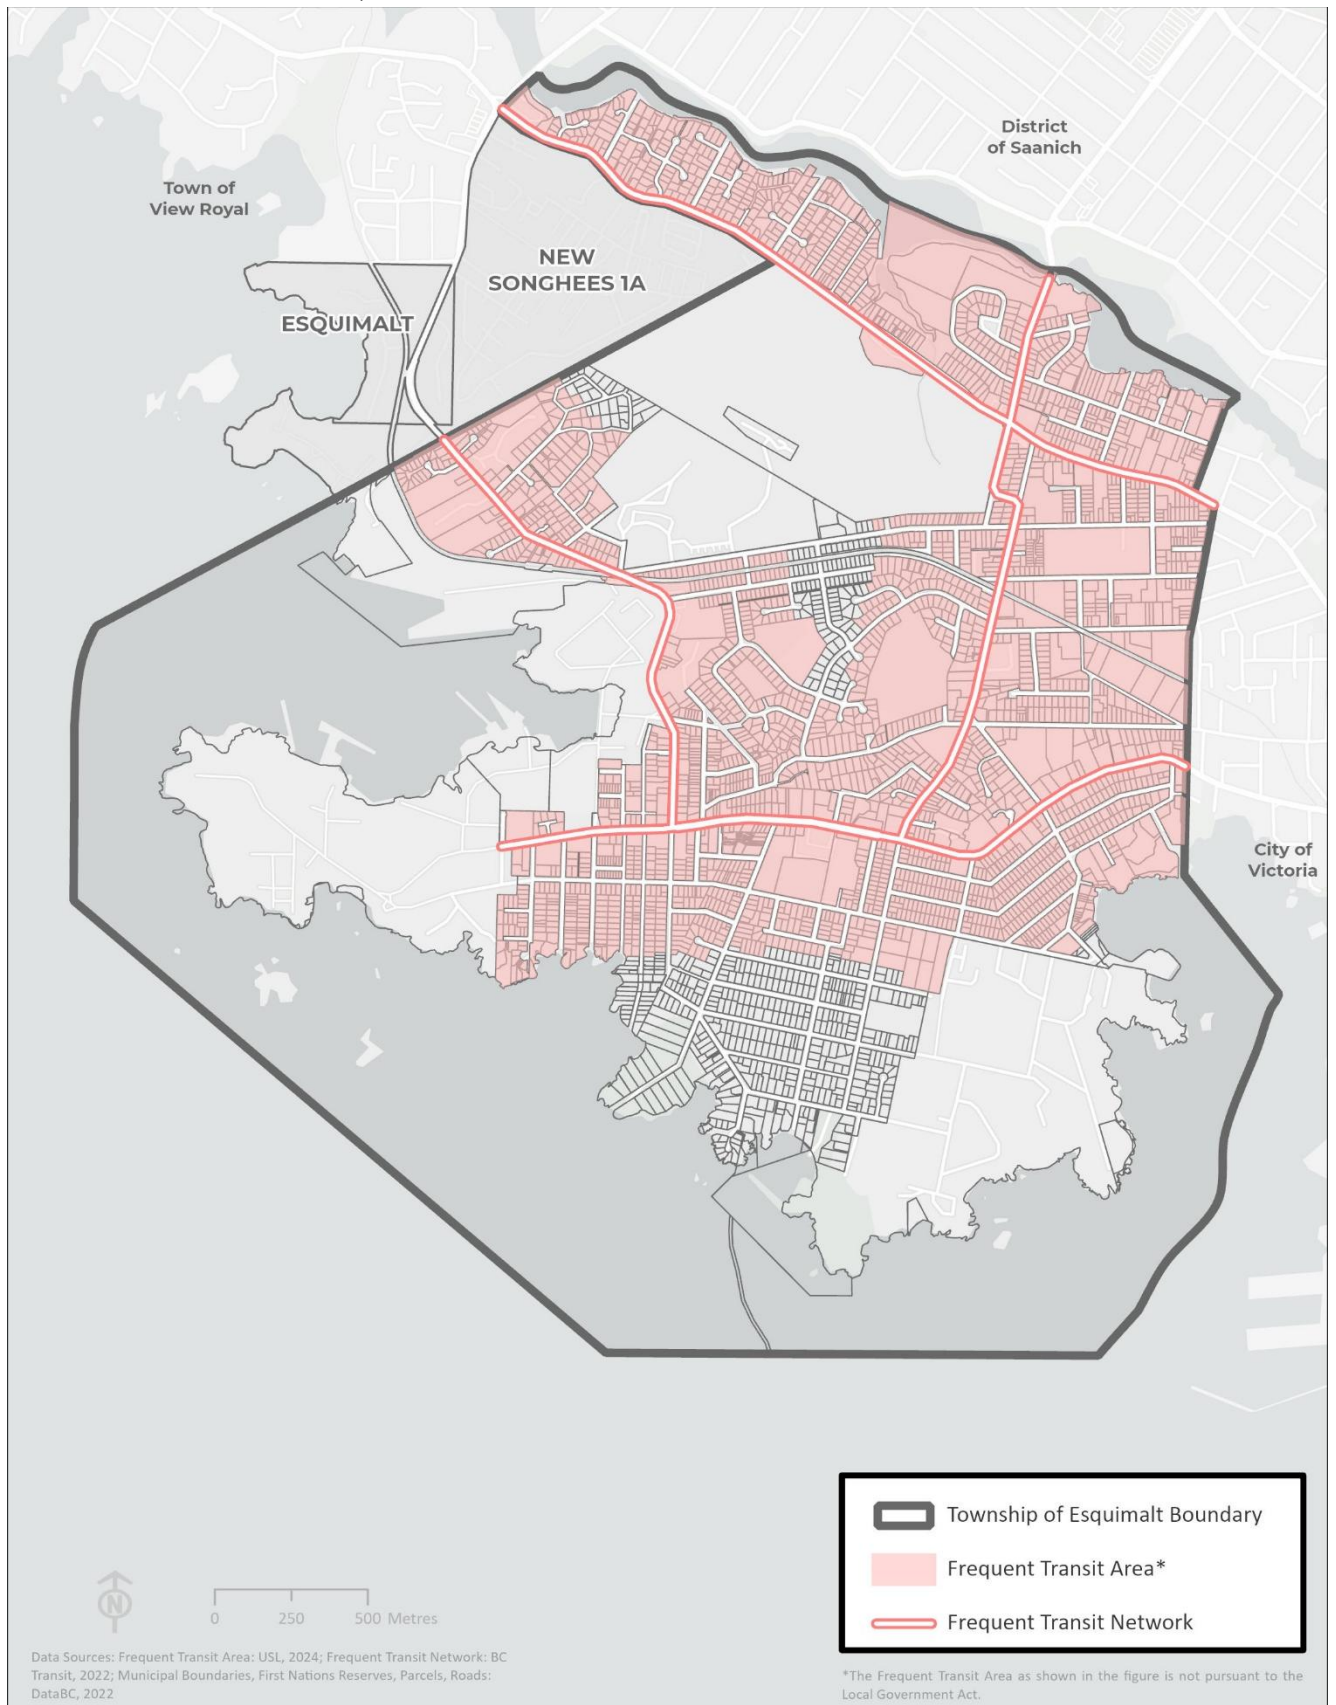 District
of Saanich
Town of
View Royal
NEW
SONGHEES 1A
ESQUIMALT
City of
Victoria
Township of Esquimalt Boundary
Frequent Transit Area*
Frequent Transit Network
N
0 250 500 Metres
Data Sources: Frequent Transit Area: USL, 2024; Frequent Transit Network: BC
Transit, 2022; Municipal Boundaries, First Nations Reserves, Parcels, Roads:
DataBC, 2022
*The Frequent Transit Area as shown in the figure is not pursuant to the
Local Government Act.